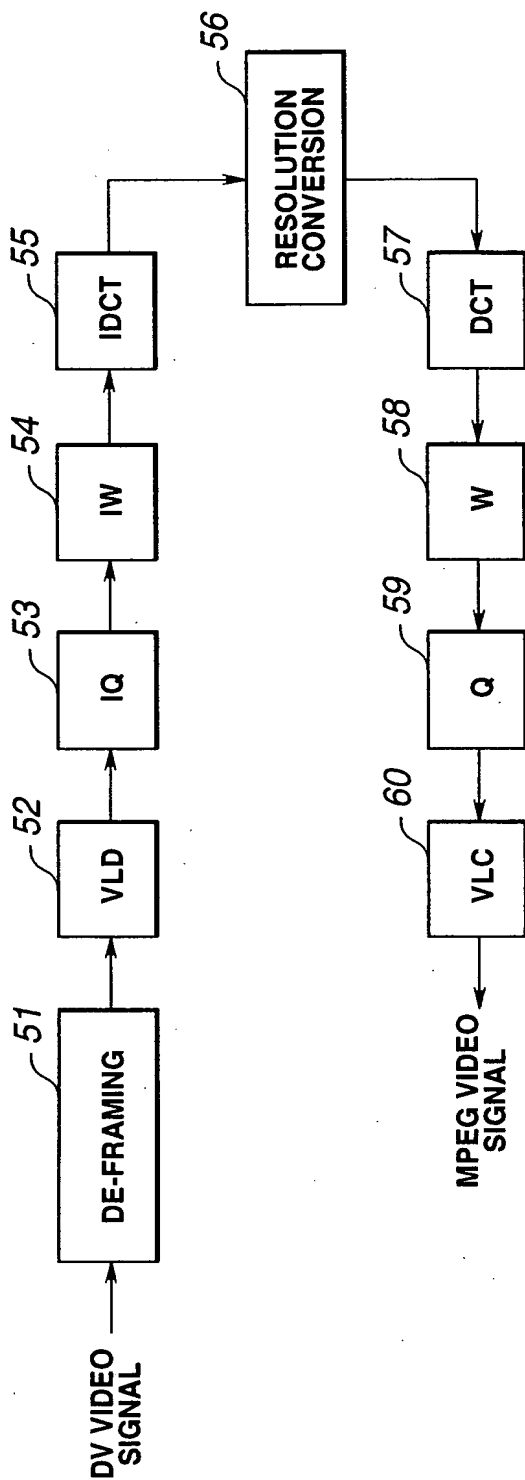 DV VIDEO
SIGNAL
51
DE-FRAMING
52
VLD
53
IQ
54
IW
55
IDCT
56
RESOLUTION
CONVERSION
57
DCT
58
W
59
Q
60
VLC
MPEG VIDEO
SIGNAL